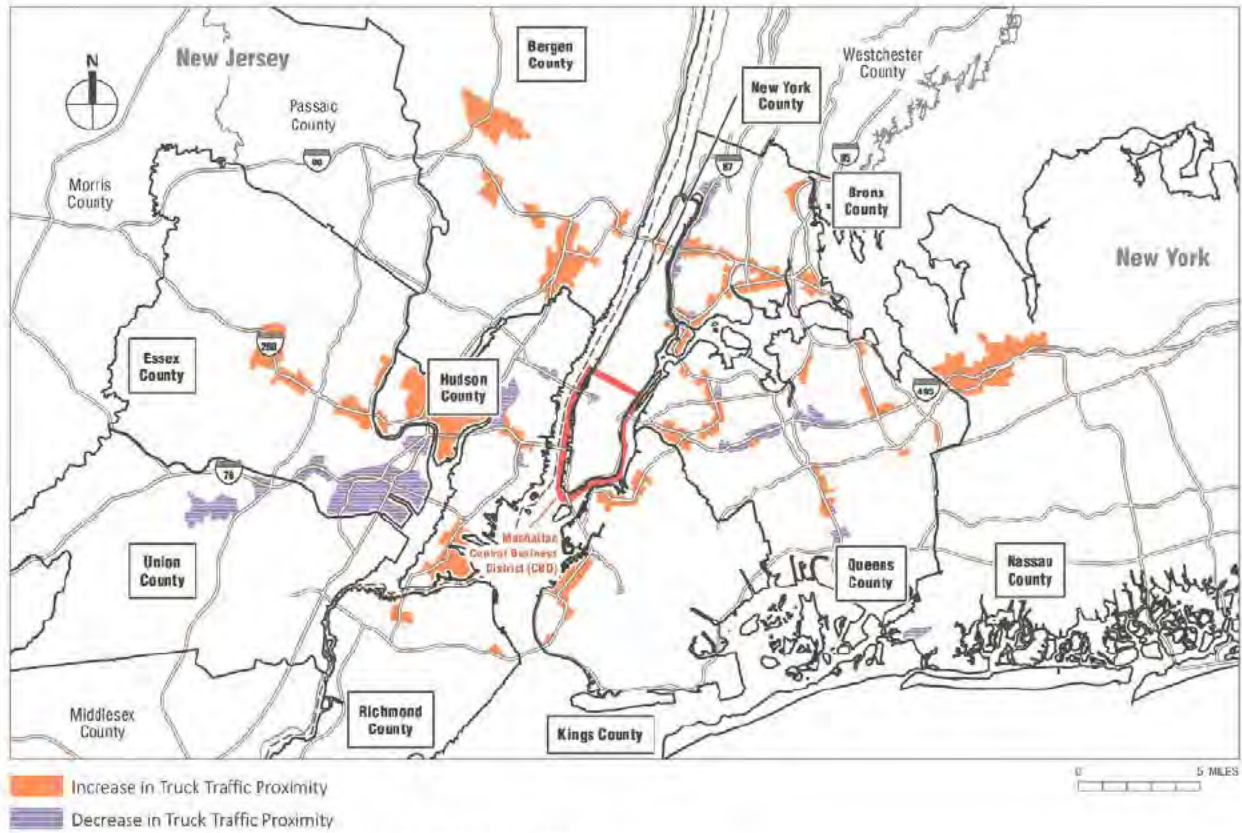 Bergen
County
New Jersey
N
Westchester
County
New York
County
Passaic
County
80
87
95
Morris
County
Bronx
County
New York
280
Essex
County
Hudson
County
495
78
Manhattan
Central Business
District (CBD)
Union
County
Queens
County
Nassau
County
Middlesex
County
Richmond
County
Kings County
Increase in Truck Traffic Proximity
0 5 MILES
Decrease in Truck Traffic Proximity